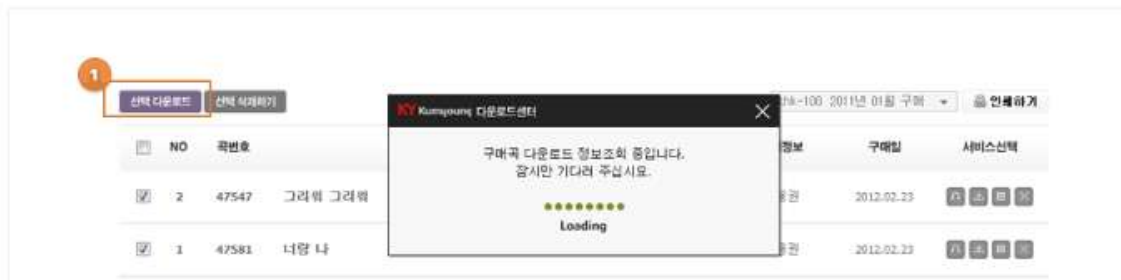 1
선택 다운로드 선택 삭제하기
2011년 01월 구매 인쇄하기
KY Kumyoung 다운로드센터
NO 곡번호 정보 구매일 서비스선택
구매곡 다운로드 정보조회 중입니다.
잠시만 기다려 주십시요.
2 47547 그리워 그리워 2012.02.23
Loading
1 47581 너랑 나 2012.02.23